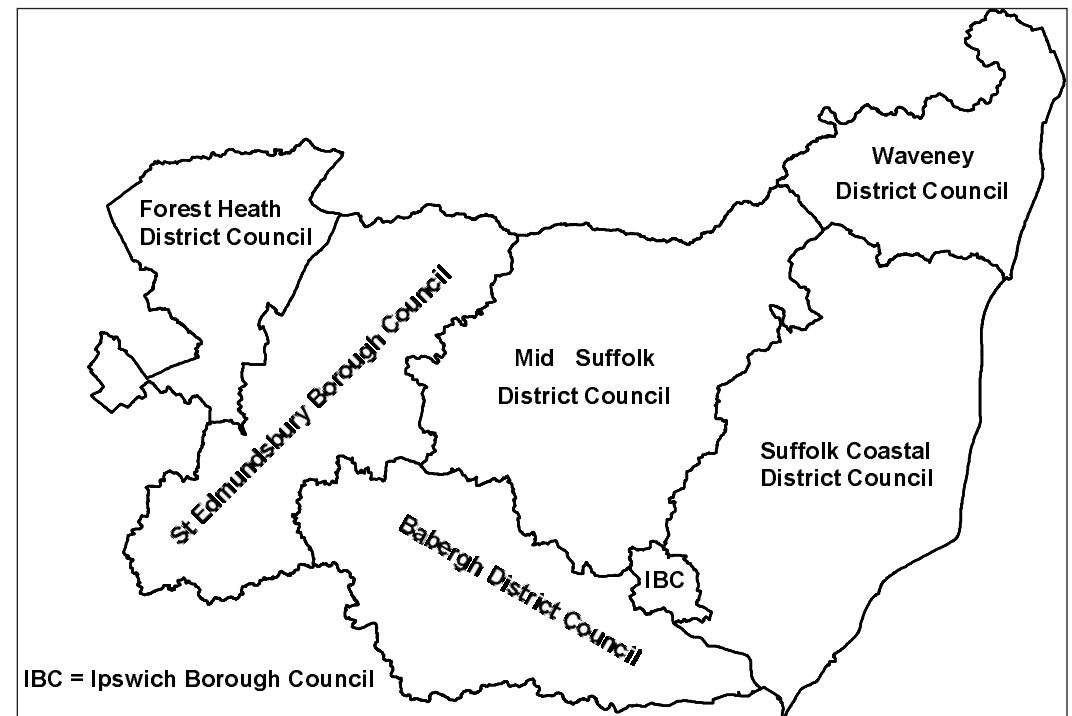 Waveney
District Council
Forest Heath
District Council
St Edmundsbury Borough Council
Mid Suffolk
District Council
Suffolk Coastal
District Council
Babergh District Council
IBC
IBC = Ipswich Borough Council